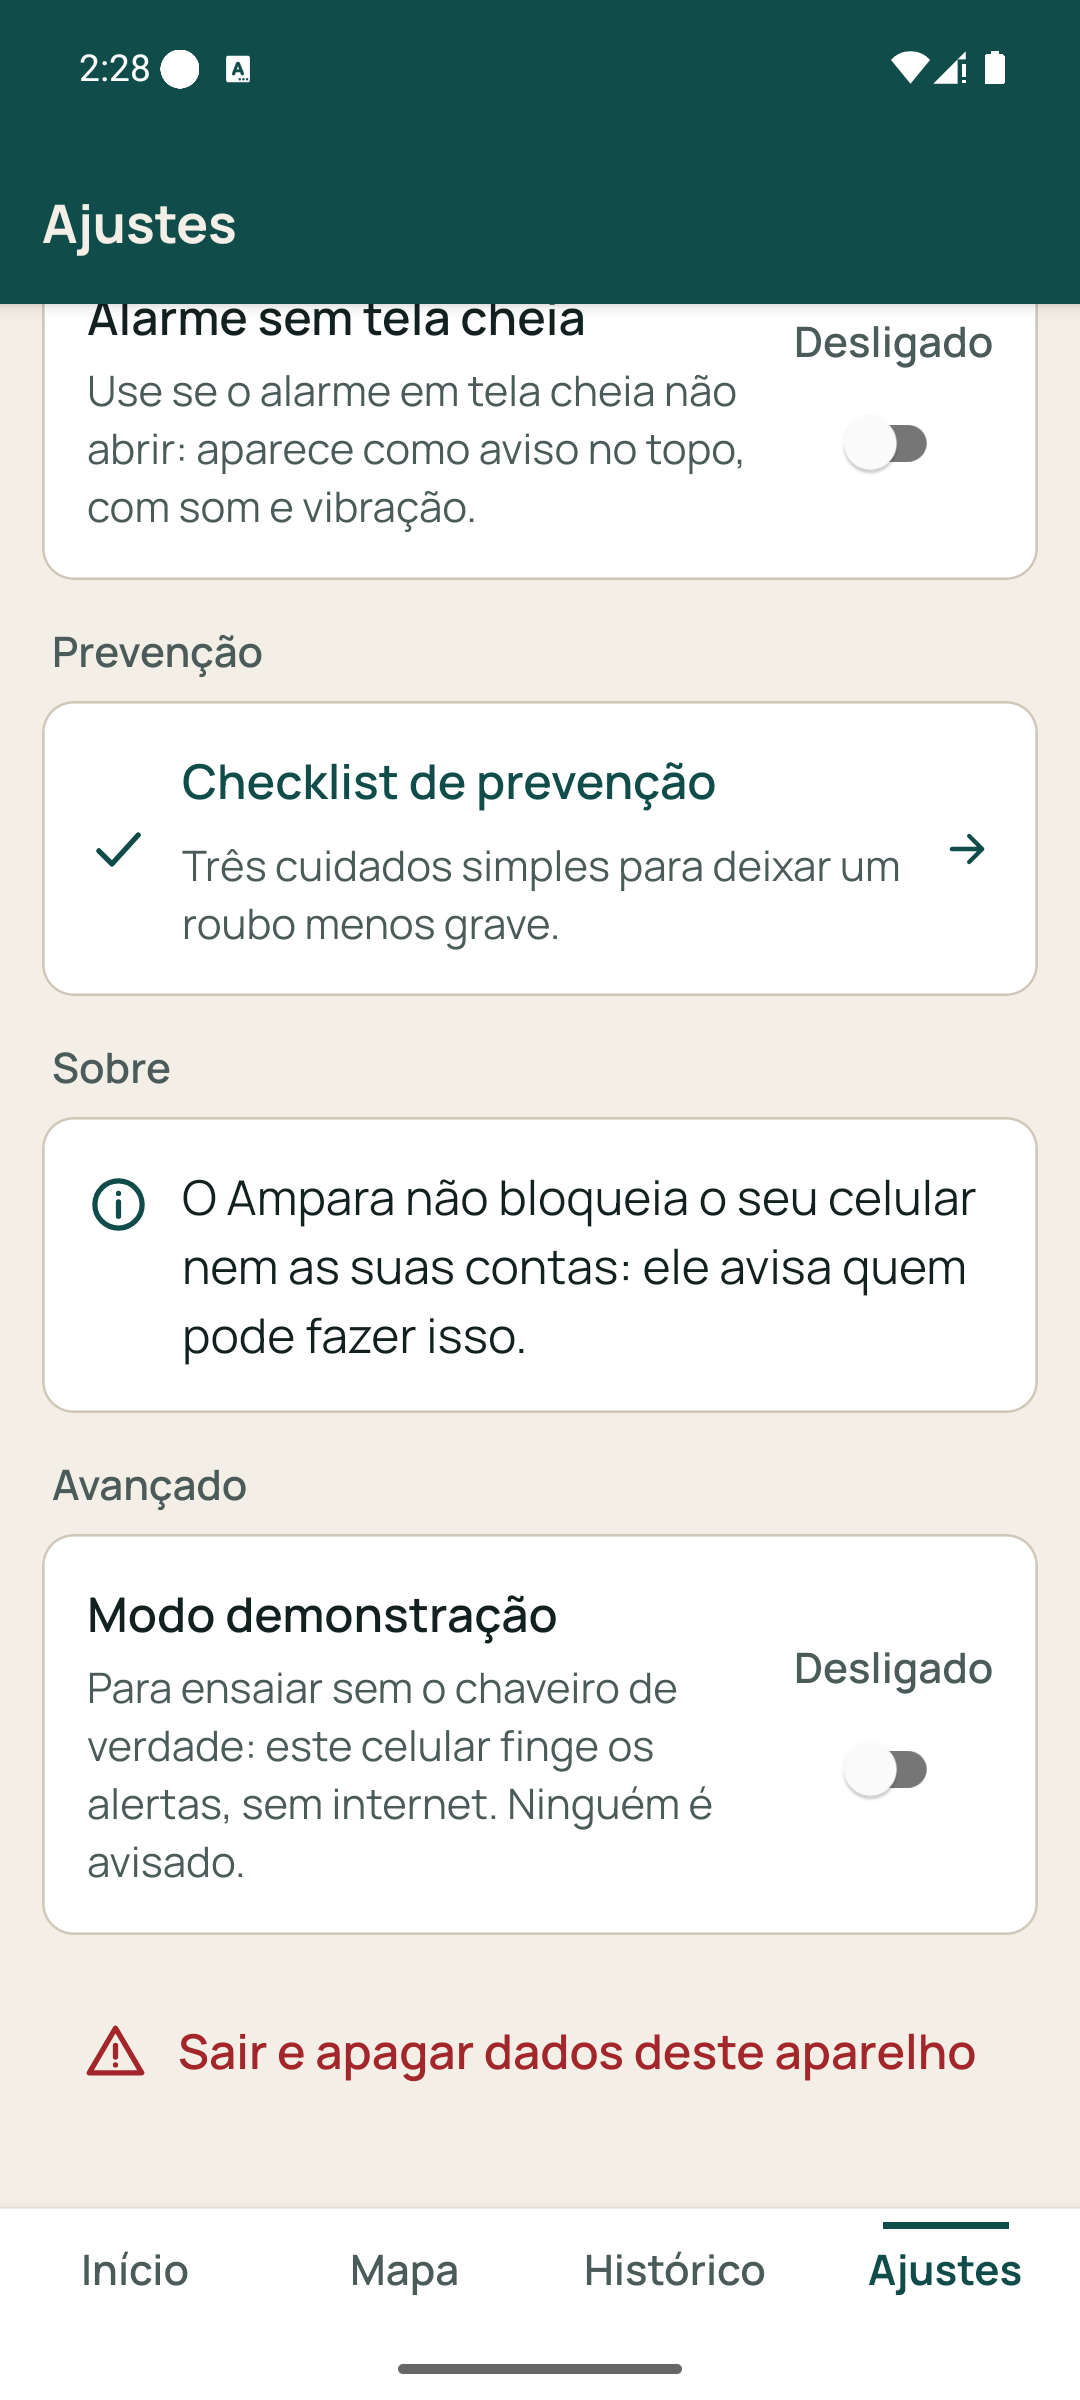 2:28
Ajustes
Alarme sem tela cheia
Desligado
Use se o alarme em tela cheia não
abrir: aparece como aviso no topo,
com som e vibração.
Prevenção
Checklist de prevenção
Três cuidados simples para deixar um
roubo menos grave.
Sobre
O Ampara não bloqueia o seu celular
nem as suas contas: ele avisa quem
pode fazer isso.
Avançado
Modo demonstração
Desligado
Para ensaiar sem o chaveiro de
verdade: este celular finge os
alertas, sem internet. Ninguém é
avisado.
Sair e apagar dados deste aparelho
Início
Mapa
Histórico
Ajustes